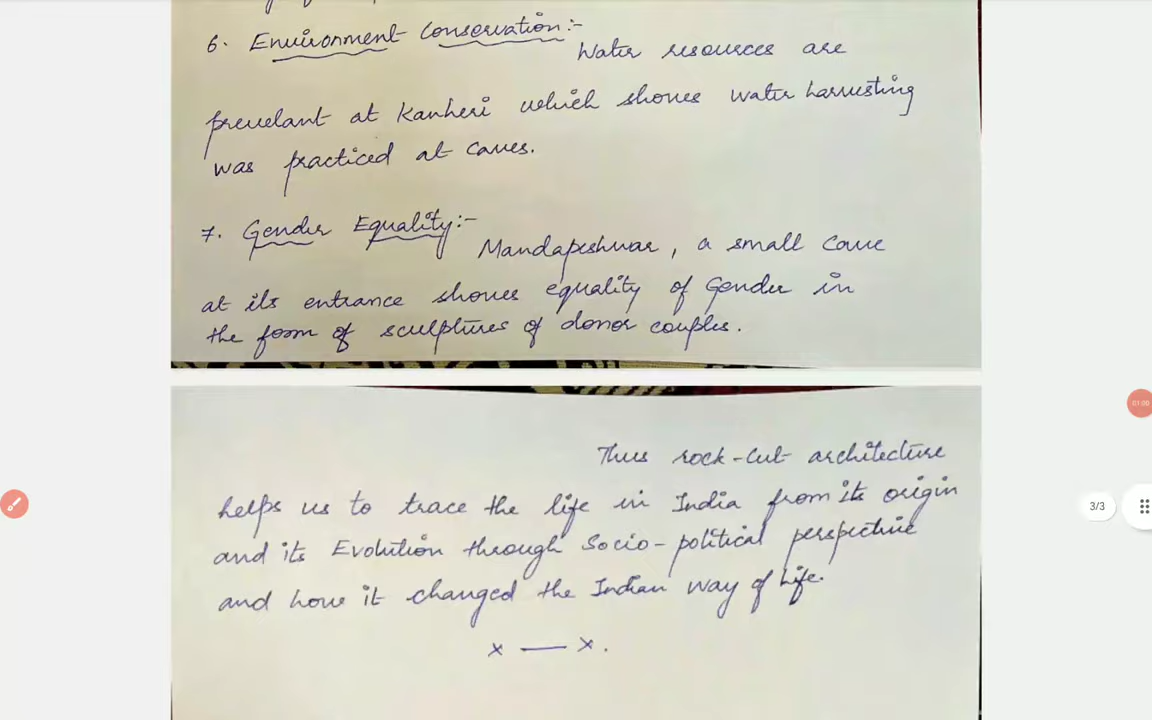 6. Environment Conservation:-
Water resources are
prevelant at Kanheri which shows water harvesting
was practiced at caves.
7. Gender Equality:-
Mandapeshwar, a small cave
at its entrance shows equality of Gender in
the form of sculptures of donor couples.
Thus rock-cut architecture
helps us to trace the life in India from its origin
and its Evolution through Socio-political perspective
and how it changed the Indian way of life.
x — x.
01:00
3/3